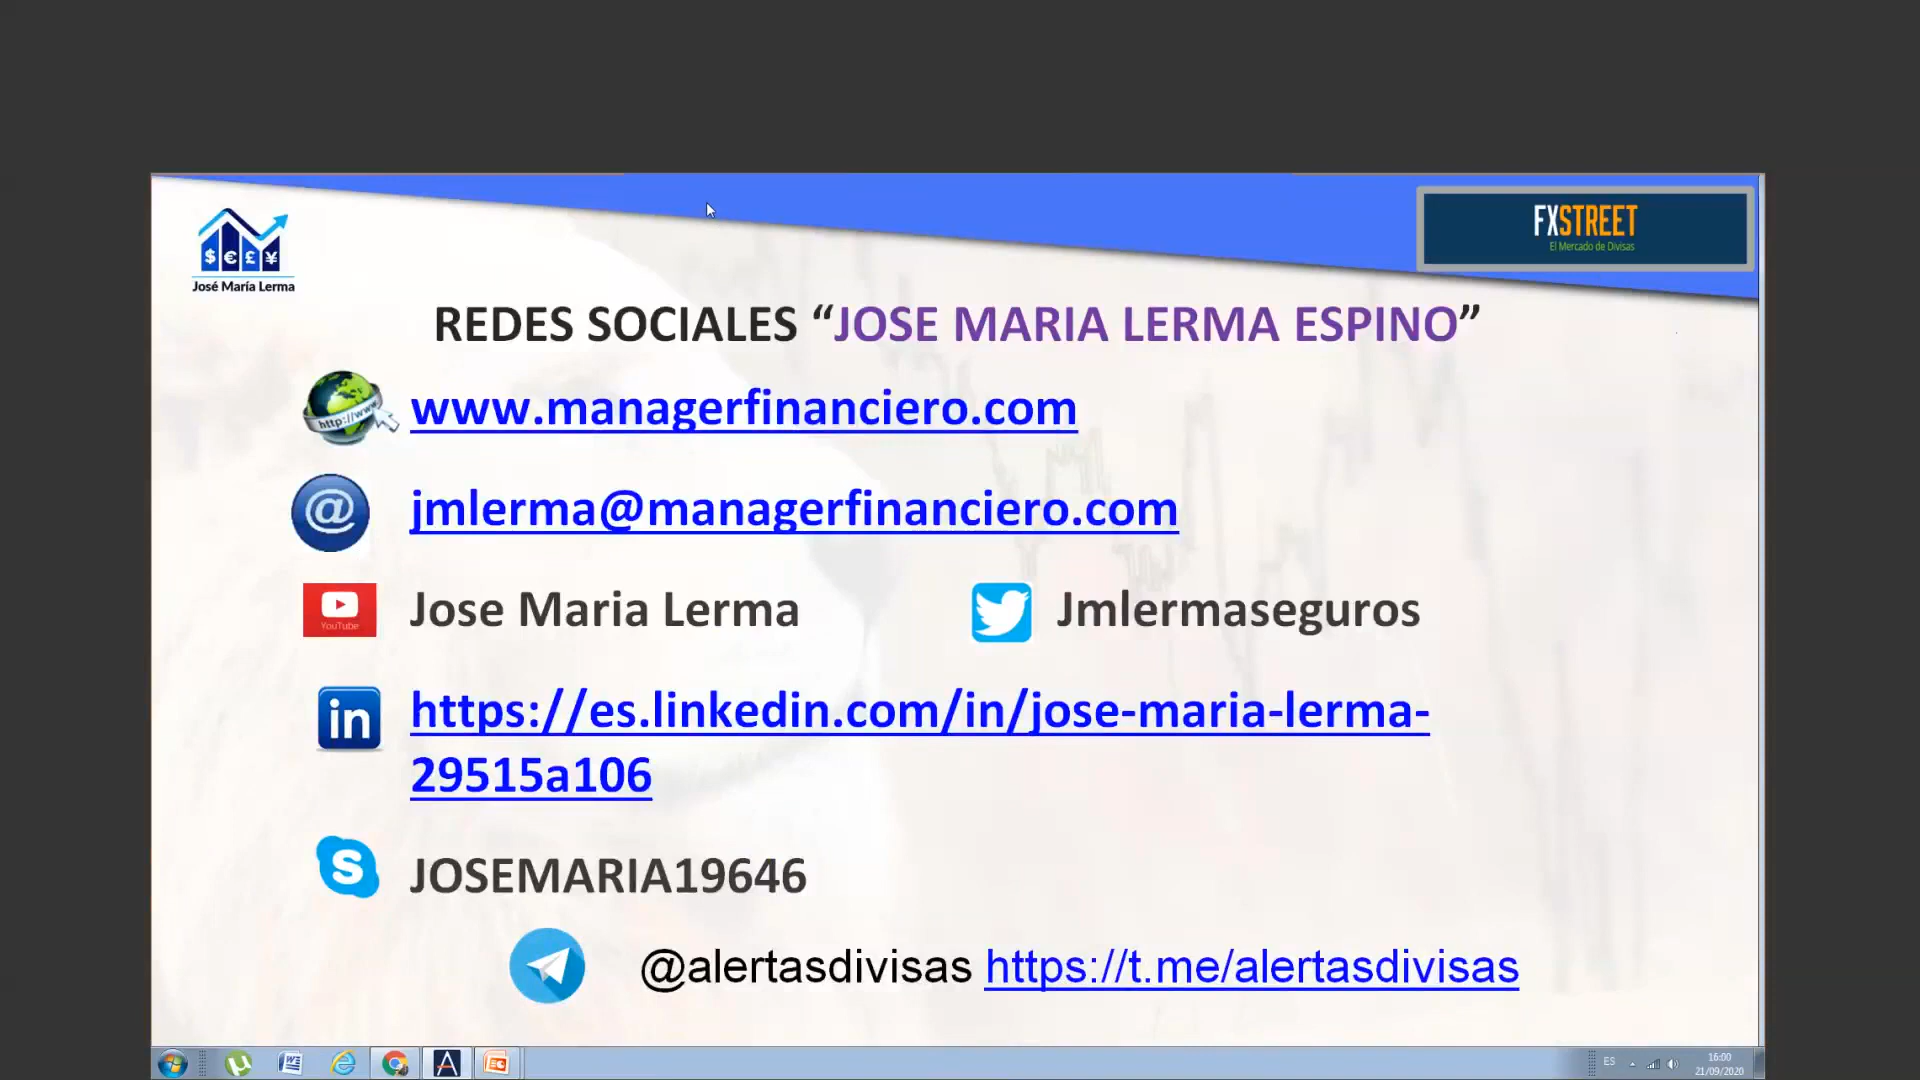 FXSTREET
El Mercado de Divisas
$ € £ ¥
José María Lerma
REDES SOCIALES “JOSE MARIA LERMA ESPINO”
http://www
www.managerfinanciero.com
@
jmlerma@managerfinanciero.com
YouTube
Jose Maria Lerma
Jmlermaseguros
in
https://es.linkedin.com/in/jose-maria-lerma-
29515a106
S
JOSEMARIA19646
@alertasdivisas https://t.me/alertasdivisas
ES
16:00
21/09/2020